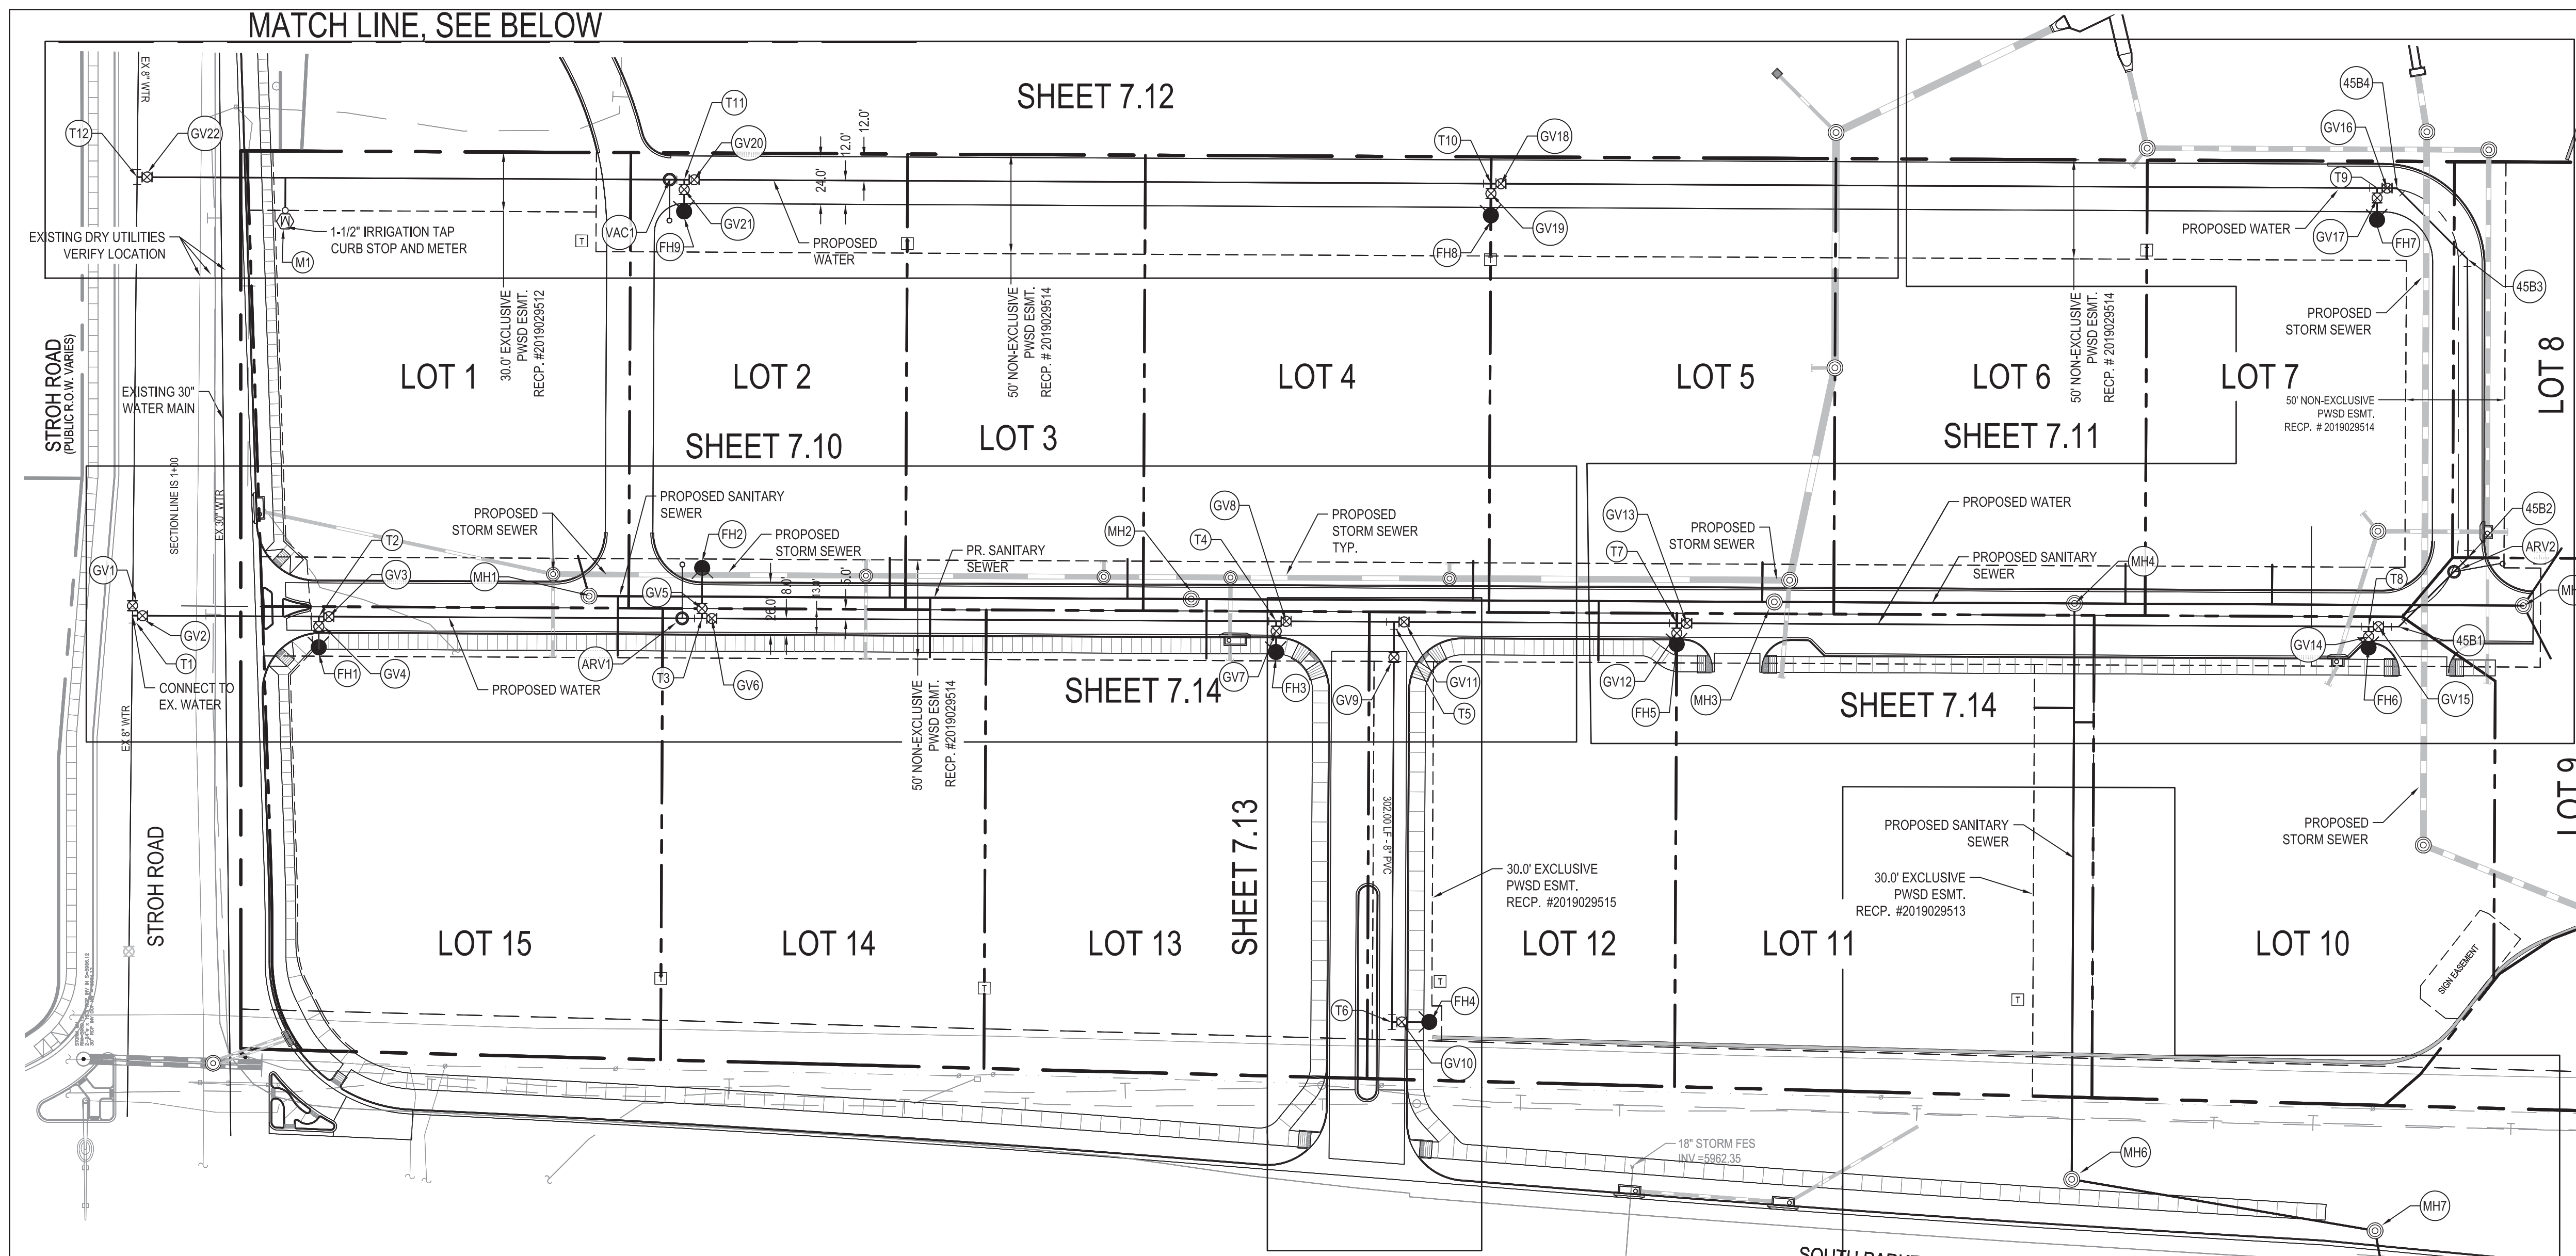 MATCH LINE, SEE BELOW
EX 8" WTR
T12
GV22
T11
GV20
24.0'
12.0'
12.0'
SHEET 7.12
T10
GV18
45B4
GV16
T9
EXISTING DRY UTILITIES
VERIFY LOCATION
1-1/2" IRRIGATION TAP
CURB STOP AND METER
M1
VAC1
FH9
GV21
PROPOSED
WATER
T
T
FH8
GV19
T
PROPOSED WATER
GV17
FH7
T
45B3
30.0' EXCLUSIVE
PWSD ESMT.
RECP. #2019029512
50' NON-EXCLUSIVE
PWSD ESMT.
RECP. # 2019029514
50' NON-EXCLUSIVE
PWSD ESMT.
RECP. # 2019029514
PROPOSED
STORM SEWER
STROH ROAD
(PUBLIC R.O.W. VARIES)
EXISTING 30"
WATER MAIN
LOT 1
LOT 2
LOT 3
LOT 4
LOT 5
LOT 6
LOT 7
LOT 8
50' NON-EXCLUSIVE
PWSD ESMT.
RECP. # 2019029514
SHEET 7.10
SHEET 7.11
SECTION LINE IS 1+00
EX 30" WTR
PROPOSED
STORM SEWER
PROPOSED SANITARY
SEWER
FH2
PROPOSED
STORM SEWER
PR. SANITARY
SEWER
MH2
T4
GV8
PROPOSED
STORM SEWER
TYP.
GV13
T7
PROPOSED
STORM SEWER
PROPOSED WATER
PROPOSED SANITARY
SEWER
MH4
45B2
ARV2
T8
GV1
T2
GV3
MH1
GV5
26.0'
8.0'
13.0'
5.0'
GV2
T1
CONNECT TO
EX. WATER
FH1
GV4
PROPOSED WATER
ARV1
T3
GV6
SHEET 7.14
GV7
FH3
GV9
GV11
T5
GV12
FH5
MH3
SHEET 7.14
GV14
FH6
GV15
45B1
EX 8" WTR
50' NON-EXCLUSIVE
PWSD ESMT.
RECP. #2019029514
SHEET 7.13
302.00 LF - 8" PVC
STROH ROAD
30.0' EXCLUSIVE
PWSD ESMT.
RECP. #2019029515
PROPOSED SANITARY
SEWER
30.0' EXCLUSIVE
PWSD ESMT.
RECP. #2019029513
PROPOSED
STORM SEWER
LOT 9
LOT 15
LOT 14
LOT 13
LOT 12
LOT 11
LOT 10
SIGN EASEMENT
T
T
T
T
T6
FH4
GV10
18" STORM FES
INV =5962.35
MH6
MH7